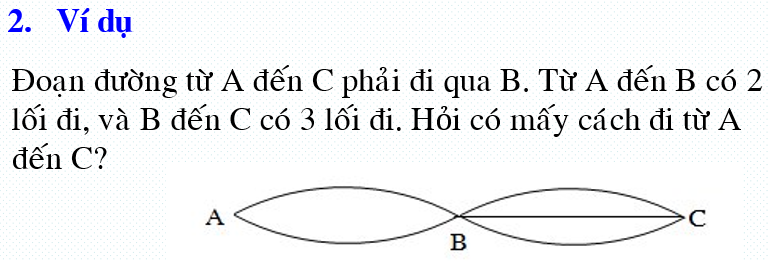 2. Ví dụ
Đoạn đường từ A đến C phải đi qua B. Từ A đến B có 2
lối đi, và B đến C có 3 lối đi. Hỏi có mấy cách đi từ A
đến C?
A
B
C